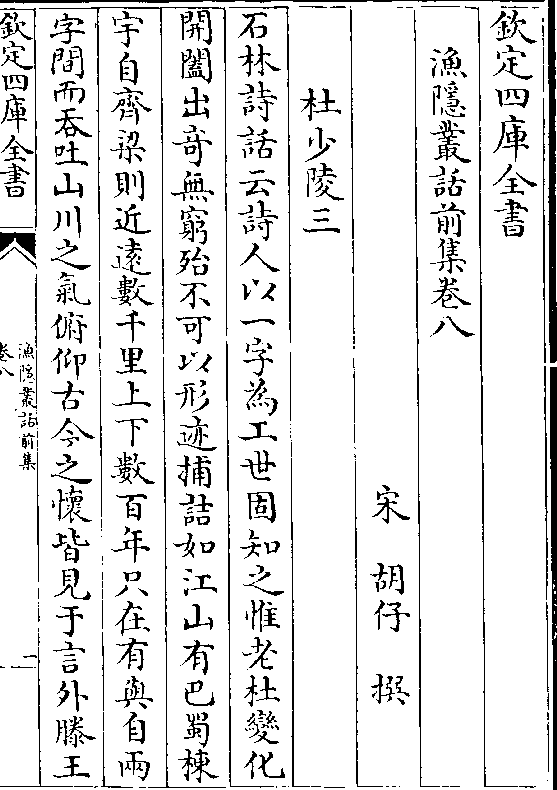 欽定四庫全書
漁隱叢話前集卷八
宋　胡仔　撰
杜少陵三
石林詩話云詩人以一字為工世固知之惟老杜變化
開闔出奇無窮殆不可以形迹捕詰如江山有巴蜀棟
宇自齊梁則近逺數千里上下數百年只在有與自兩
字間而吞吐山川之氣俯仰古今之懷皆見于言外滕王
欽定四庫全書
漁隱叢話前集
卷八
一